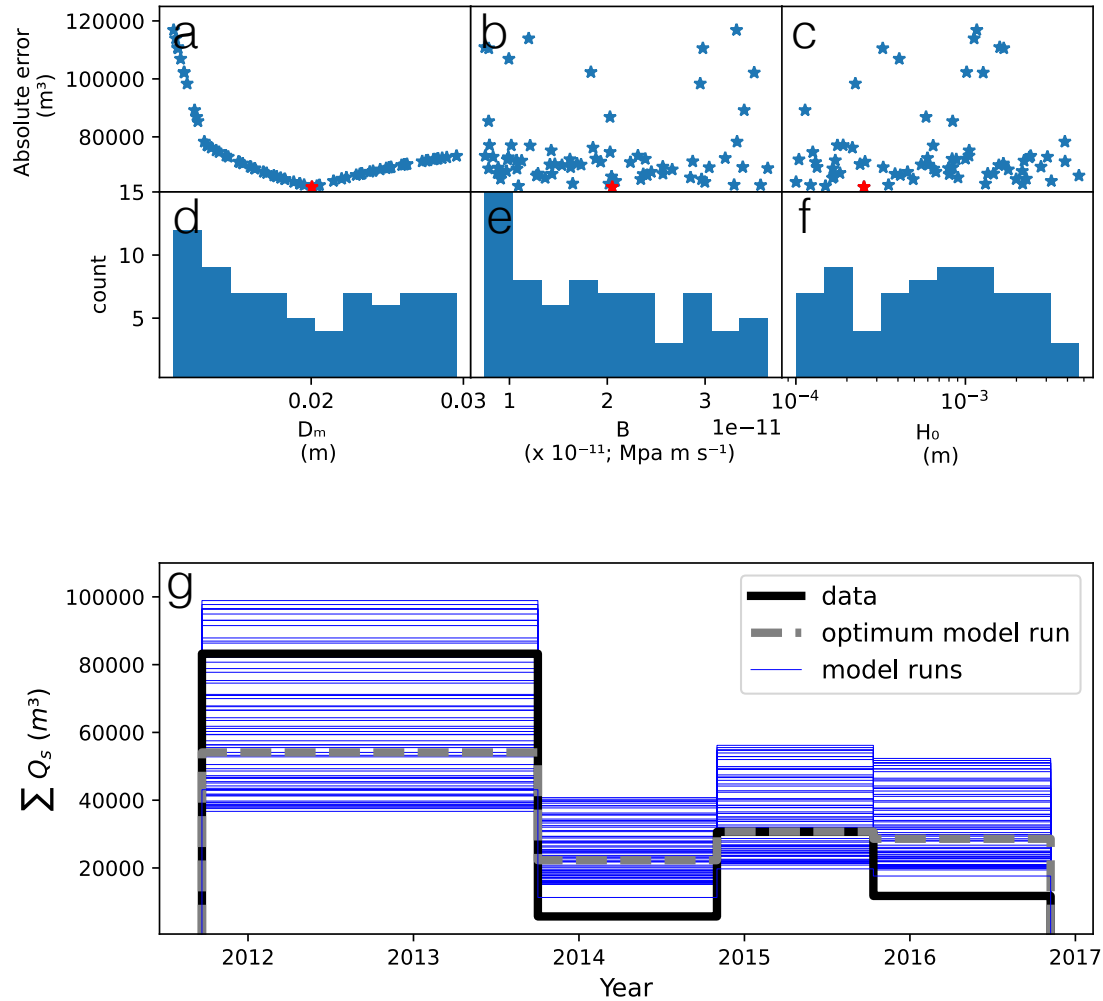 120000
100000
80000
Absolute error
(m³)
a
b
c
15
10
5
count
d
e
f
0.02
0.03
Dₘ
(m)
1
2
3
1e−11
B
(x 10⁻¹¹; Mpa m s⁻¹)
10⁻⁴
10⁻³
H₀
(m)
g
100000
80000
60000
40000
20000
∑ Qₛ (m³)
data
optimum model run
model runs
2012
2013
2014
2015
2016
2017
Year